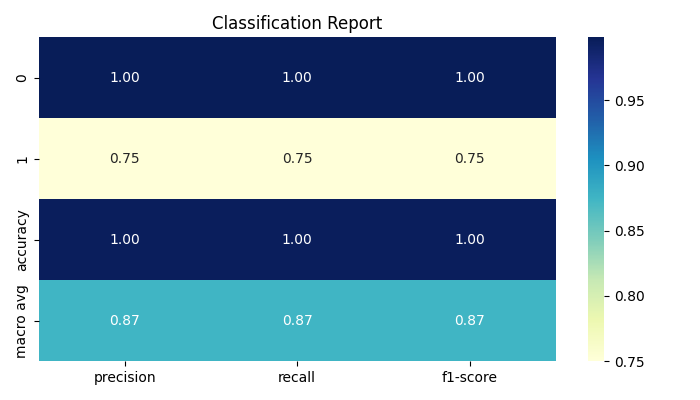 Classification Report
0 1.00 1.00 1.00
1 0.75 0.75 0.75
accuracy 1.00 1.00 1.00
macro avg 0.87 0.87 0.87
precision recall f1-score
0.95
0.90
0.85
0.80
0.75